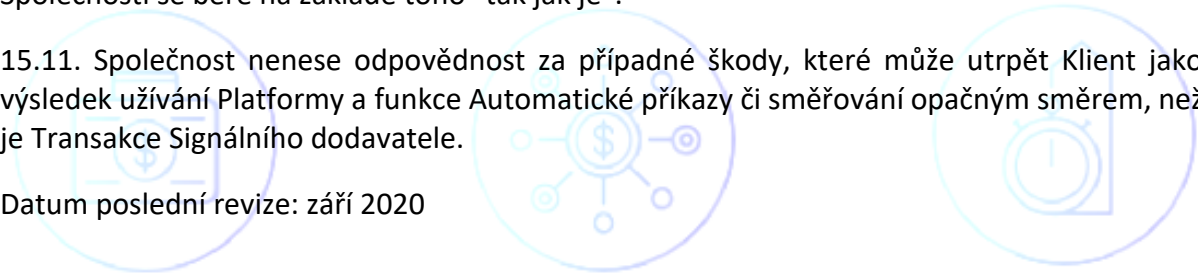 Společnosti se bere na základě toho "tak jak je".
15.11. Společnost nenese odpovědnost za případné škody, které může utrpět Klient jako
výsledek užívání Platformy a funkce Automatické příkazy či směřování opačným směrem, než
je Transakce Signálního dodavatele.
Datum poslední revize: září 2020